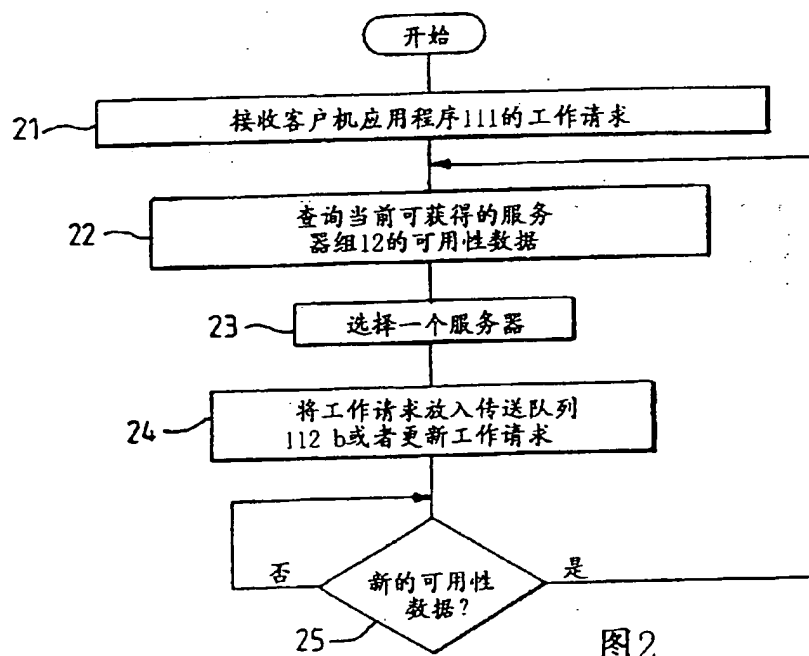 开始
21
接收客户机应用程序111的工作请求
22
查询当前可获得的服务
器组12的可用性数据
23
选择一个服务器
24
将工作请求放入传送队列
112 b或者更新工作请求
否
新的可用性
数据?
是
25
图2